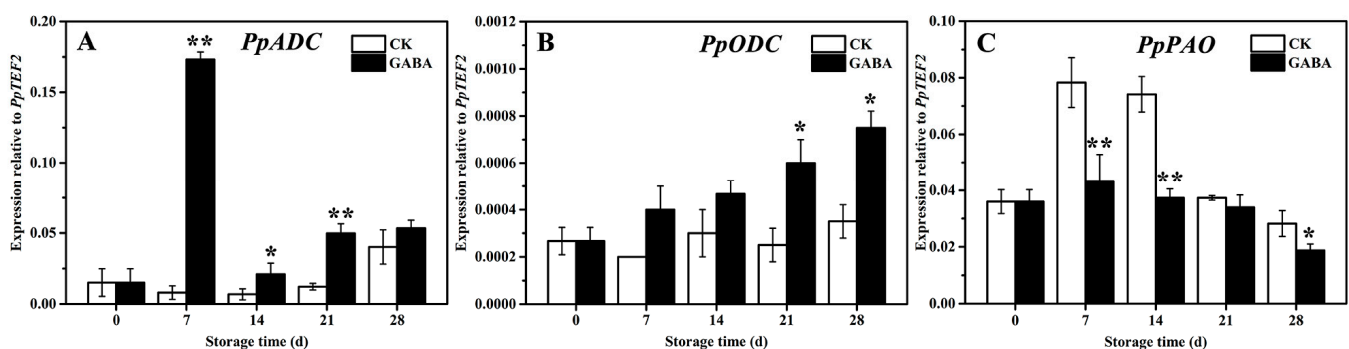 A
PpADC
CK
GABA
**
*
**
Expression relative to PpTEF2
0.20
0.15
0.10
0.05
0.00
0 7 14 21 28
Storage time (d)
B
PpODC
CK
GABA
*
*
Expression relative to PpTEF2
0.0012
0.0010
0.0008
0.0006
0.0004
0.0002
0.0000
0 7 14 21 28
Storage time (d)
C
PpPAO
CK
GABA
**
**
*
Expression relative to PpTEF2
0.10
0.08
0.06
0.04
0.02
0.00
0 7 14 21 28
Storage time (d)